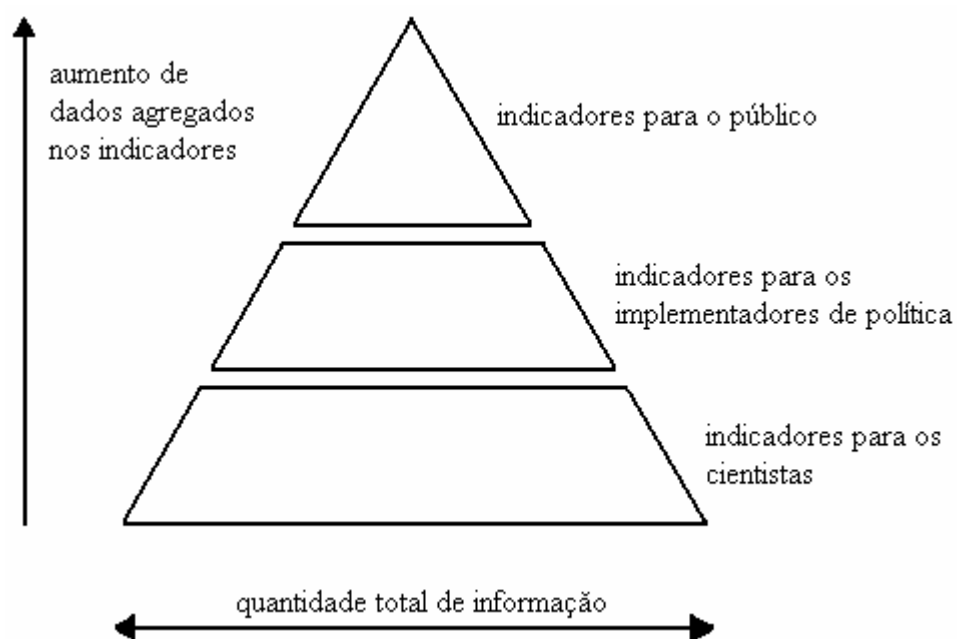 aumento de
dados agregados
nos indicadores
indicadores para o público
indicadores para os
implementadores de política
indicadores para os
cientistas
quantidade total de informação